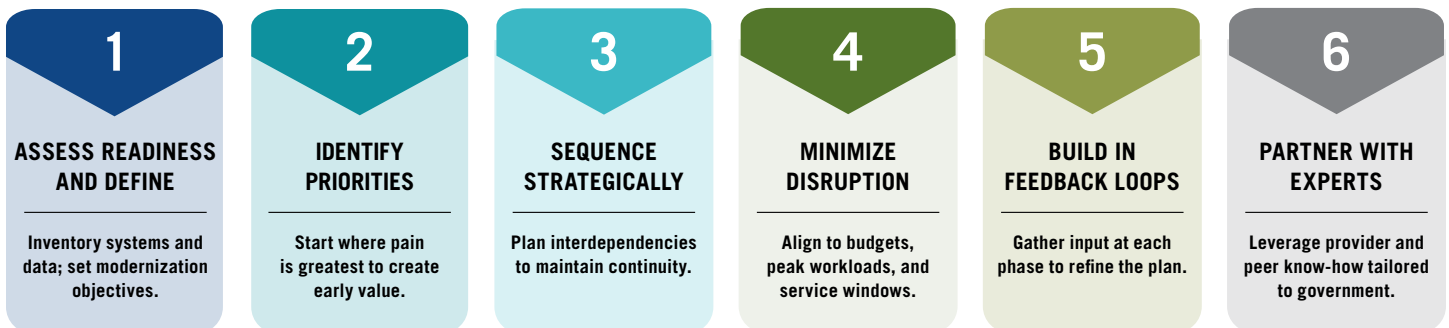 1
ASSESS READINESS
AND DEFINE
Inventory systems and
data; set modernization
objectives.
2
IDENTIFY
PRIORITIES
Start where pain
is greatest to create
early value.
3
SEQUENCE
STRATEGICALLY
Plan interdependencies
to maintain continuity.
4
MINIMIZE
DISRUPTION
Align to budgets,
peak workloads, and
service windows.
5
BUILD IN
FEEDBACK LOOPS
Gather input at each
phase to refine the plan.
6
PARTNER WITH
EXPERTS
Leverage provider and
peer know-how tailored
to government.